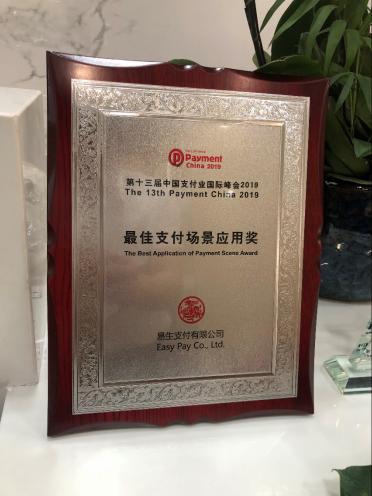 Payment
China 2019
第十三届中国支付业国际峰会2019
The 13th Payment China 2019
最佳支付场景应用奖
The Best Application of Payment Scene Award
易生支付有限公司
Easy Pay Co., Ltd.